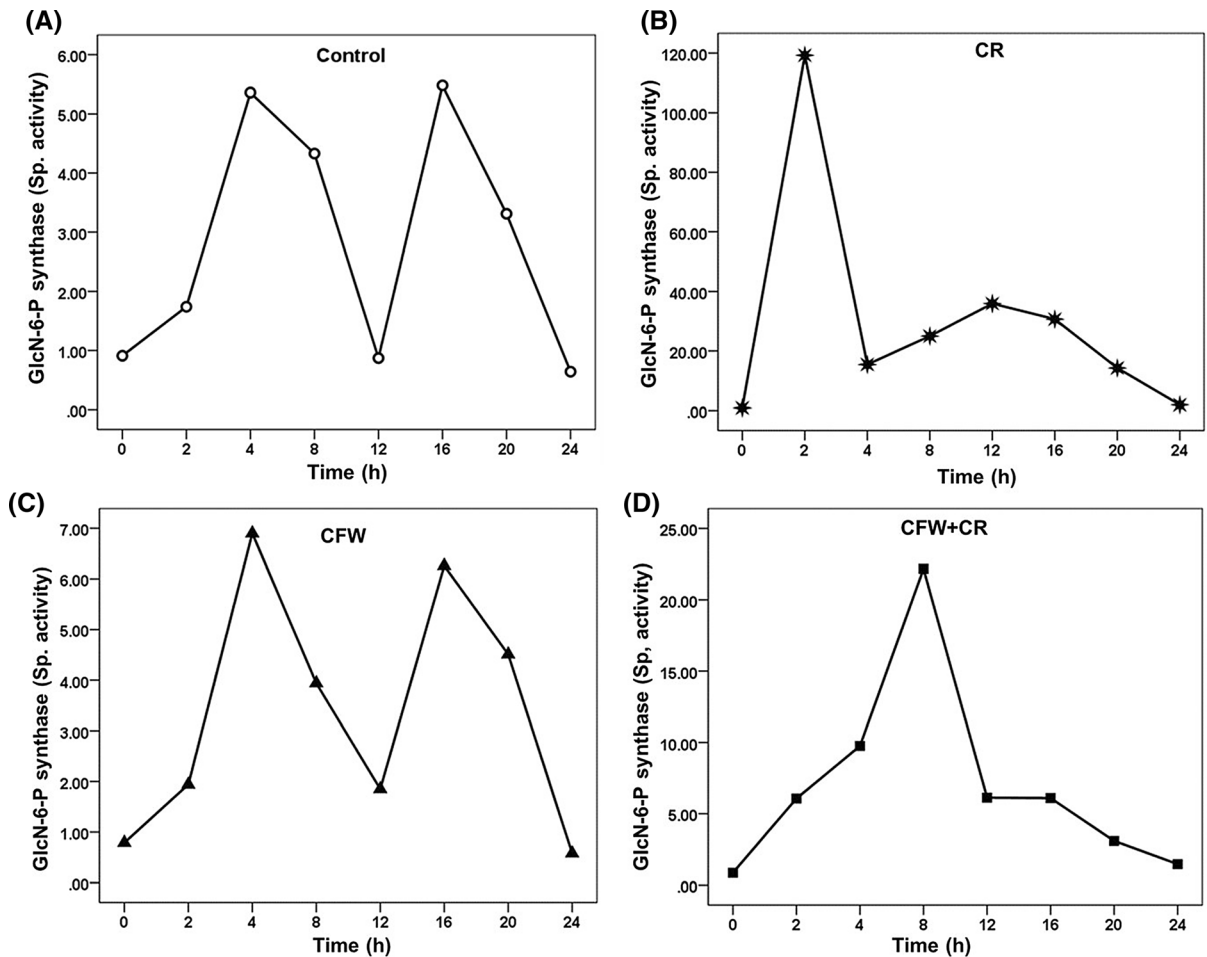 (A)
Control
GlcN-6-P synthase (Sp. activity)
6.00
5.00
4.00
3.00
2.00
1.00
.00
0 2 4 8 12 16 20 24
Time (h)
(B)
CR
GlcN-6-P synthase (Sp. activity)
120.00
100.00
80.00
60.00
40.00
20.00
.00
0 2 4 8 12 16 20 24
Time (h)
(C)
CFW
GlcN-6-P synthase (Sp. activity)
7.00
6.00
5.00
4.00
3.00
2.00
1.00
.00
0 2 4 8 12 16 20 24
Time (h)
(D)
CFW+CR
GlcN-6-P synthase (Sp, activity)
25.00
20.00
15.00
10.00
5.00
.00
0 2 4 8 12 16 20 24
Time (h)